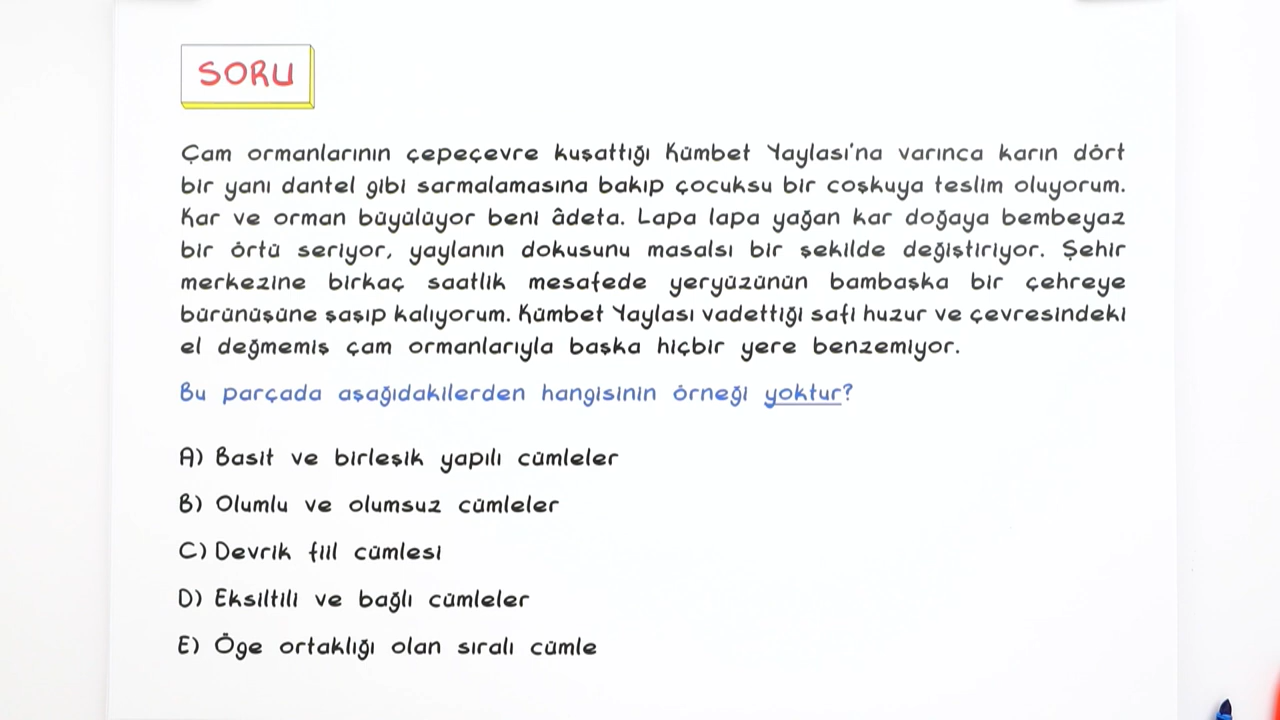 SORU
Çam ormanlarının çepeçevre kuşattığı Kümbet Yaylası'na varınca karın dört
bir yanı dantel gibi sarmalamasına bakıp çocuksu bir coşkuya teslim oluyorum.
Kar ve orman büyülüyor beni âdeta. Lapa lapa yağan kar doğaya bembeyaz
bir örtü seriyor, yaylanın dokusunu masalsı bir şekilde değiştiriyor. Şehir
merkezine birkaç saatlik mesafede yeryüzünün bambaşka bir çehreye
bürünüşüne şaşıp kalıyorum. Kümbet Yaylası vadettiği safi huzur ve çevresindeki
el değmemiş çam ormanlarıyla başka hiçbir yere benzemiyor.
Bu parçada aşağıdakilerden hangisinin örneği yoktur?
A) Basit ve birleşik yapılı cümleler
B) Olumlu ve olumsuz cümleler
C) Devrik fiil cümlesi
D) Eksiltili ve bağlı cümleler
E) Öge ortaklığı olan sıralı cümle